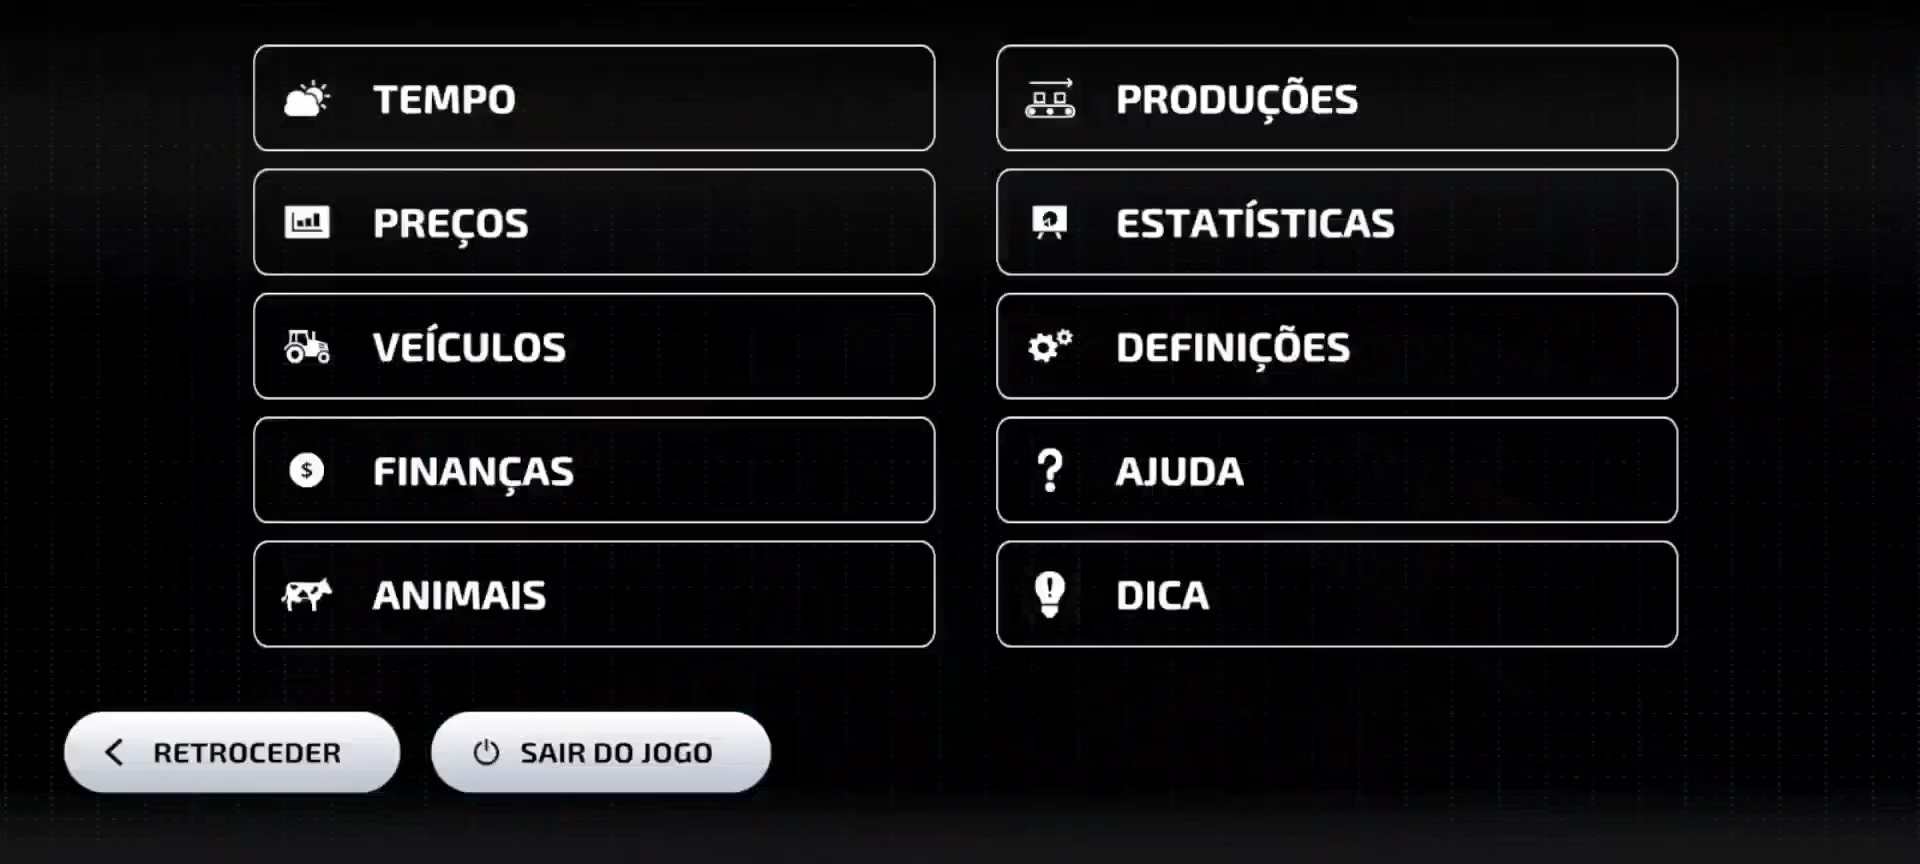 TEMPO
PRODUÇÕES
PREÇOS
ESTATÍSTICAS
VEÍCULOS
DEFINIÇÕES
FINANÇAS
AJUDA
ANIMAIS
DICA
RETROCEDER
SAIR DO JOGO